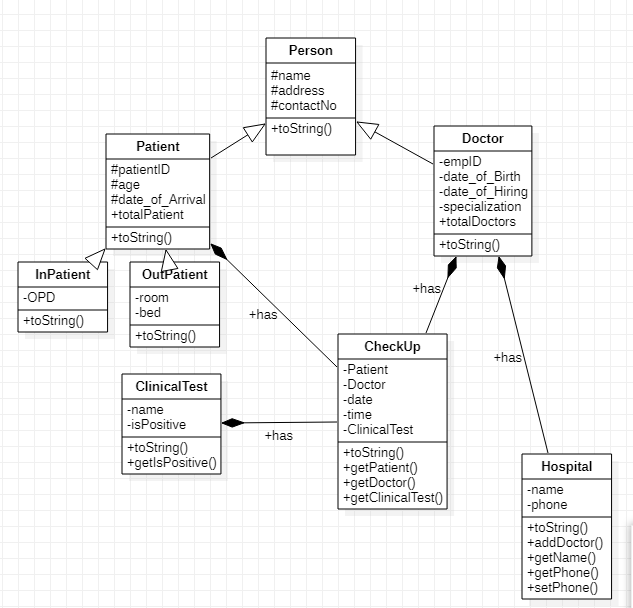 Person
#name
#address
#contactNo
+toString()
Patient
#patientID
#age
#date_of_Arrival
+totalPatient
+toString()
Doctor
-empID
-date_of_Birth
-date_of_Hiring
-specialization
+totalDoctors
+toString()
InPatient
-OPD
+toString()
OutPatient
-room
-bed
+toString()
+has
+has
+has
+has
CheckUp
-Patient
-Doctor
-date
-time
-ClinicalTest
+toString()
+getPatient()
+getDoctor()
+getClinicalTest()
ClinicalTest
-name
-isPositive
+toString()
+getIsPositive()
Hospital
-name
-phone
+toString()
+addDoctor()
+getName()
+getPhone()
+setPhone()